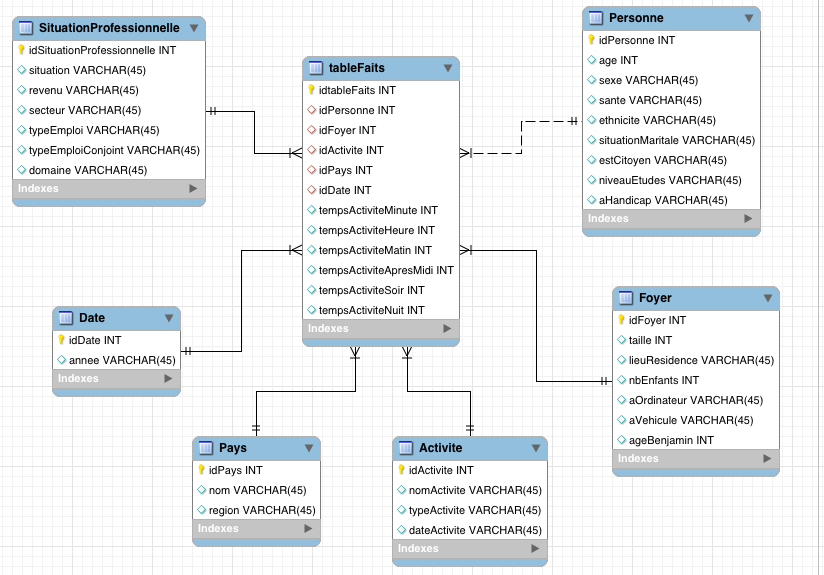 SituationProfessionnelle
idSituationProfessionnelle INT
situation VARCHAR(45)
revenu VARCHAR(45)
secteur VARCHAR(45)
typeEmploi VARCHAR(45)
typeEmploiConjoint VARCHAR(45)
domaine VARCHAR(45)
Indexes
tableFaits
idtableFaits INT
idPersonne INT
idFoyer INT
idActivite INT
idPays INT
idDate INT
tempsActiviteMinute INT
tempsActiviteHeure INT
tempsActiviteMatin INT
tempsActiviteApresMidi INT
tempsActiviteSoir INT
tempsActiviteNuit INT
Indexes
Personne
idPersonne INT
age INT
sexe VARCHAR(45)
sante VARCHAR(45)
ethnicite VARCHAR(45)
situationMaritale VARCHAR(45)
estCitoyen VARCHAR(45)
niveauEtudes VARCHAR(45)
aHandicap VARCHAR(45)
Indexes
Date
idDate INT
annee VARCHAR(45)
Indexes
Foyer
idFoyer INT
taille INT
lieuResidence VARCHAR(45)
nbEnfants INT
aOrdinateur VARCHAR(45)
aVehicule VARCHAR(45)
ageBenjamin INT
Indexes
Pays
idPays INT
nom VARCHAR(45)
region VARCHAR(45)
Indexes
Activite
idActivite INT
nomActivite VARCHAR(45)
typeActivite VARCHAR(45)
dateActivite VARCHAR(45)
Indexes